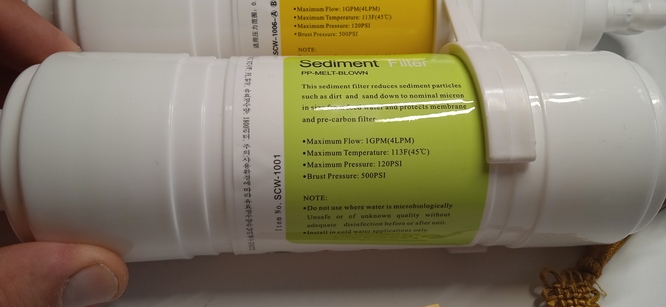 SCW-1006-A
•Maximum Flow: 1GPM(4LPM)
•Maximum Temperature: 113F(45℃)
•Maximum Pressure: 120PSI
•Brust Pressure: 500PSI
NOTE:
Sediment Filter
PP-MELT-BLOWN
This sediment filter reduces sediment particles
such as dirt and sand down to nominal micron
in water and protects membrane
and pre-carbon filter
•Maximum Flow: 1GPM(4LPM)
•Maximum Temperature: 113F(45℃)
•Maximum Pressure: 120PSI
•Brust Pressure: 500PSI
NOTE:
•Do not use where water is microbiologically
Unsafe or of unknown quality without
adequate disinfection before or after unit.
•Install in cold water applications only.
Item No. SCW-1001